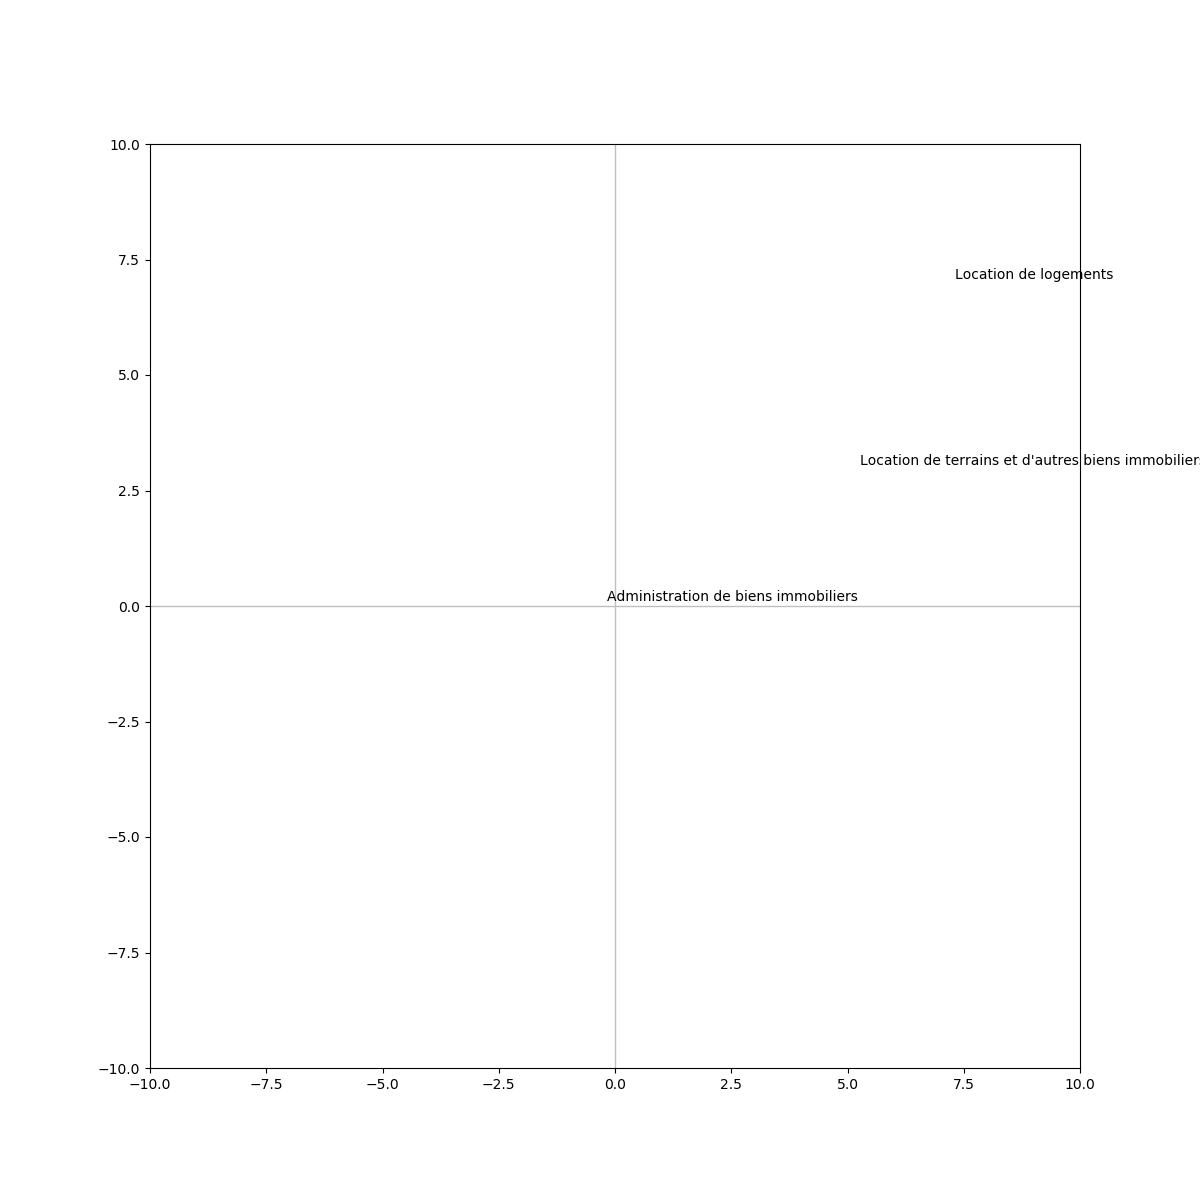 10.0
7.5
Location de logements
5.0
Location de terrains et d'autres biens immobiliers
2.5
Administration de biens immobiliers
0.0
−2.5
−5.0
−7.5
−10.0
−10.0 −7.5 −5.0 −2.5 0.0 2.5 5.0 7.5 10.0